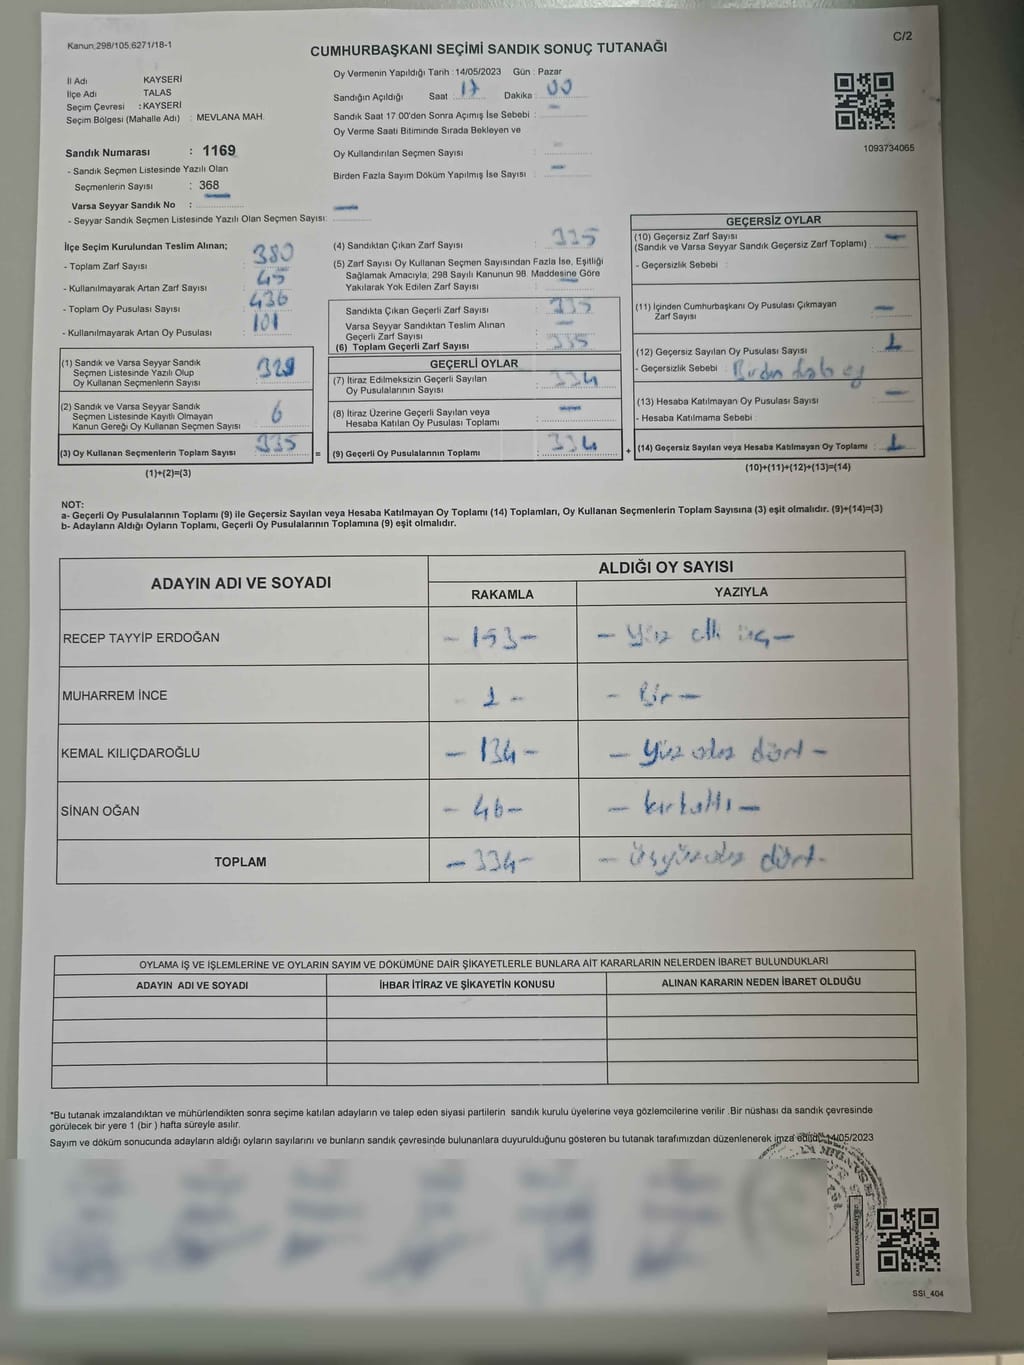 Kanun:298/105,6271/18-1
C/2
CUMHURBAŞKANI SEÇİMİ SANDIK SONUÇ TUTANAĞI
İl Adı KAYSERİ
İlçe Adı TALAS
Seçim Çevresi : KAYSERİ
Seçim Bölgesi (Mahalle Adı) : MEVLANA MAH.
Sandık Numarası : 1169
- Sandık Seçmen Listesinde Yazılı Olan
Seçmenlerin Sayısı : 368
Varsa Seyyar Sandık No :
- Seyyar Sandık Seçmen Listesinde Yazılı Olan Seçmen Sayısı:
Oy Vermenin Yapıldığı Tarih :14/05/2023 Gün : Pazar
Sandığın Açıldığı Saat : 17 Dakika : 00
Sandık Saat 17:00'den Sonra Açımış İse Sebebi :
Oy Verme Saati Bitiminde Sırada Bekleyen ve
Oy Kullandırılan Seçmen Sayısı :
Birden Fazla Sayım Döküm Yapılmış İse Sayısı :
1093734065
İlçe Seçim Kurulundan Teslim Alınan;
- Toplam Zarf Sayısı : 380
- Kullanılmayarak Artan Zarf Sayısı : 45
- Toplam Oy Pusulası Sayısı : 436
- Kullanılmayarak Artan Oy Pusulası : 101
(1) Sandık ve Varsa Seyyar Sandık
Seçmen Listesinde Yazılı Olup
Oy Kullanan Seçmenlerin Sayısı : 329
(2) Sandık ve Varsa Seyyar Sandık
Seçmen Listesinde Kayıtlı Olmayan
Kanun Gereği Oy Kullanan Seçmen Sayısı : 6
(3) Oy Kullanan Seçmenlerin Toplam Sayısı : 335
(1)+(2)=(3)
(4) Sandıktan Çıkan Zarf Sayısı : 335
(5) Zarf Sayısı Oy Kullanan Seçmen Sayısından Fazla İse, Eşitliği
Sağlamak Amacıyla; 298 Sayılı Kanunun 98. Maddesine Göre
Yakılarak Yok Edilen Zarf Sayısı :
Sandıkta Çıkan Geçerli Zarf Sayısı : 335
Varsa Seyyar Sandıktan Teslim Alınan
Geçerli Zarf Sayısı :
(6) Toplam Geçerli Zarf Sayısı : 335
GEÇERLİ OYLAR
(7) İtiraz Edilmeksizin Geçerli Sayılan
Oy Pusulalarının Sayısı : 334
(8) İtiraz Üzerine Geçerli Sayılan veya
Hesaba Katılan Oy Pusulası Toplamı :
= (9) Geçerli Oy Pusulalarının Toplamı : 334
GEÇERSİZ OYLAR
(10) Geçersiz Zarf Sayısı
(Sandık ve Varsa Seyyar Sandık Geçersiz Zarf Toplamı) :
- Geçersizlik Sebebi :
(11) İçinden Cumhurbaşkanı Oy Pusulası Çıkmayan
Zarf Sayısı :
(12) Geçersiz Sayılan Oy Pusulası Sayısı : 1
- Geçersizlik Sebebi :
(13) Hesaba Katılmayan Oy Pusulası Sayısı :
- Hesaba Katılmama Sebebi :
+ (14) Geçersiz Sayılan veya Hesaba Katılmayan Oy Toplamı : 1
(10)+(11)+(12)+(13)=(14)
NOT:
a- Geçerli Oy Pusulalarının Toplamı (9) ile Geçersiz Sayılan veya Hesaba Katılmayan Oy Toplamı (14) Toplamları, Oy Kullanan Seçmenlerin Toplam Sayısına (3) eşit olmalıdır. (9)+(14)=(3)
b- Adayların Aldığı Oyların Toplamı, Geçerli Oy Pusulalarının Toplamına (9) eşit olmalıdır.
ADAYIN ADI VE SOYADI
ALDIĞI OY SAYISI
RAKAMLA YAZIYLA
RECEP TAYYİP ERDOĞAN - 153 - - yüz elli üç -
MUHARREM İNCE - 1 - - Bir -
KEMAL KILIÇDAROĞLU - 134 - - yüz otuz dört -
SİNAN OĞAN - 46 - - kırkaltı -
TOPLAM - 334 - - üçyüzotuz dört -
OYLAMA İŞ VE İŞLEMLERİNE VE OYLARIN SAYIM VE DÖKÜMÜNE DAİR ŞİKAYETLERLE BUNLARA AİT KARARLARIN NELERDEN İBARET BULUNDUKLARI
ADAYIN ADI VE SOYADI İHBAR İTİRAZ VE ŞİKAYETİN KONUSU ALINAN KARARIN NEDEN İBARET OLDUĞU
*Bu tutanak imzalandıktan ve mühürlendikten sonra seçime katılan adayların ve talep eden siyasi partilerin sandık kurulu üyelerine veya gözlemcilerine verilir .Bir nüshası da sandık çevresinde
görülecek bir yere 1 (bir ) hafta süreyle asılır.
Sayım ve döküm sonucunda adayların aldığı oyların sayılarını ve bunların sandık çevresinde bulunanlara duyurulduğunu gösteren bu tutanak tarafımızdan düzenlenerek imza edildi. 14/05/2023
SSI_404